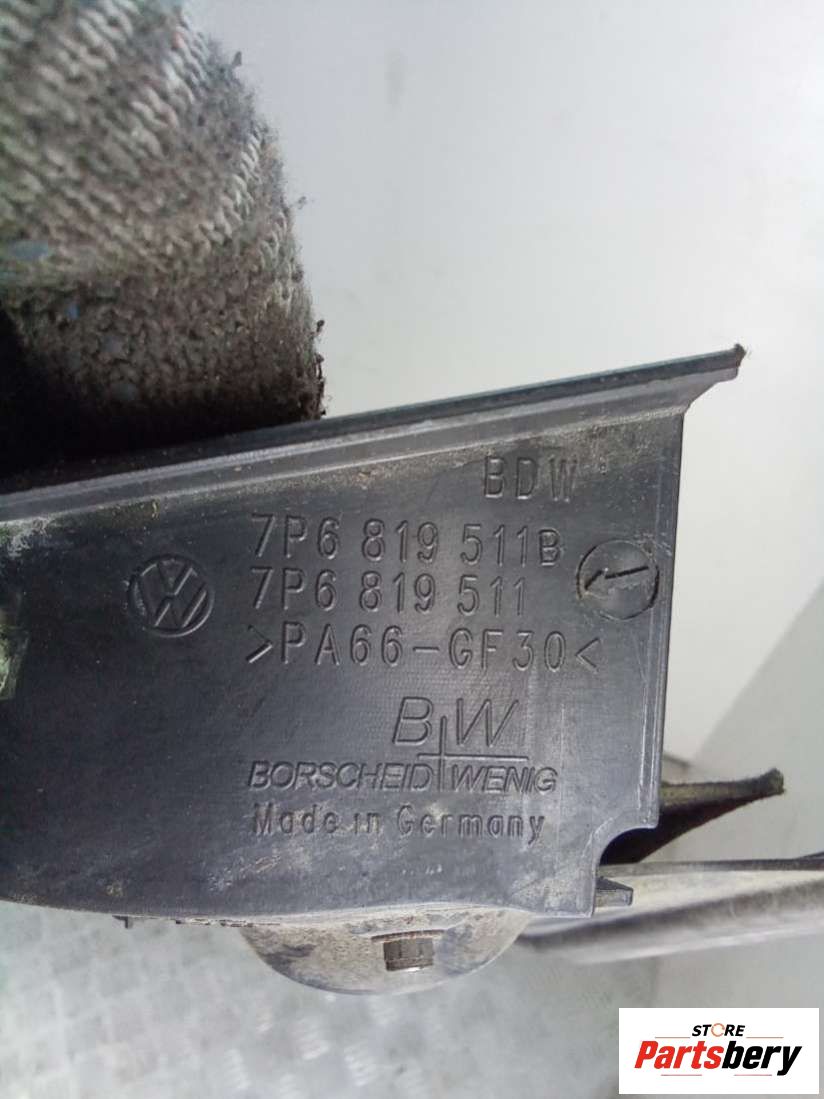 BDW
7P6 819 511B
7P6 819 511
>PA66-GF30<
BW
BORSCHEID WENIG
Made in Germany
STORE
Partsbery